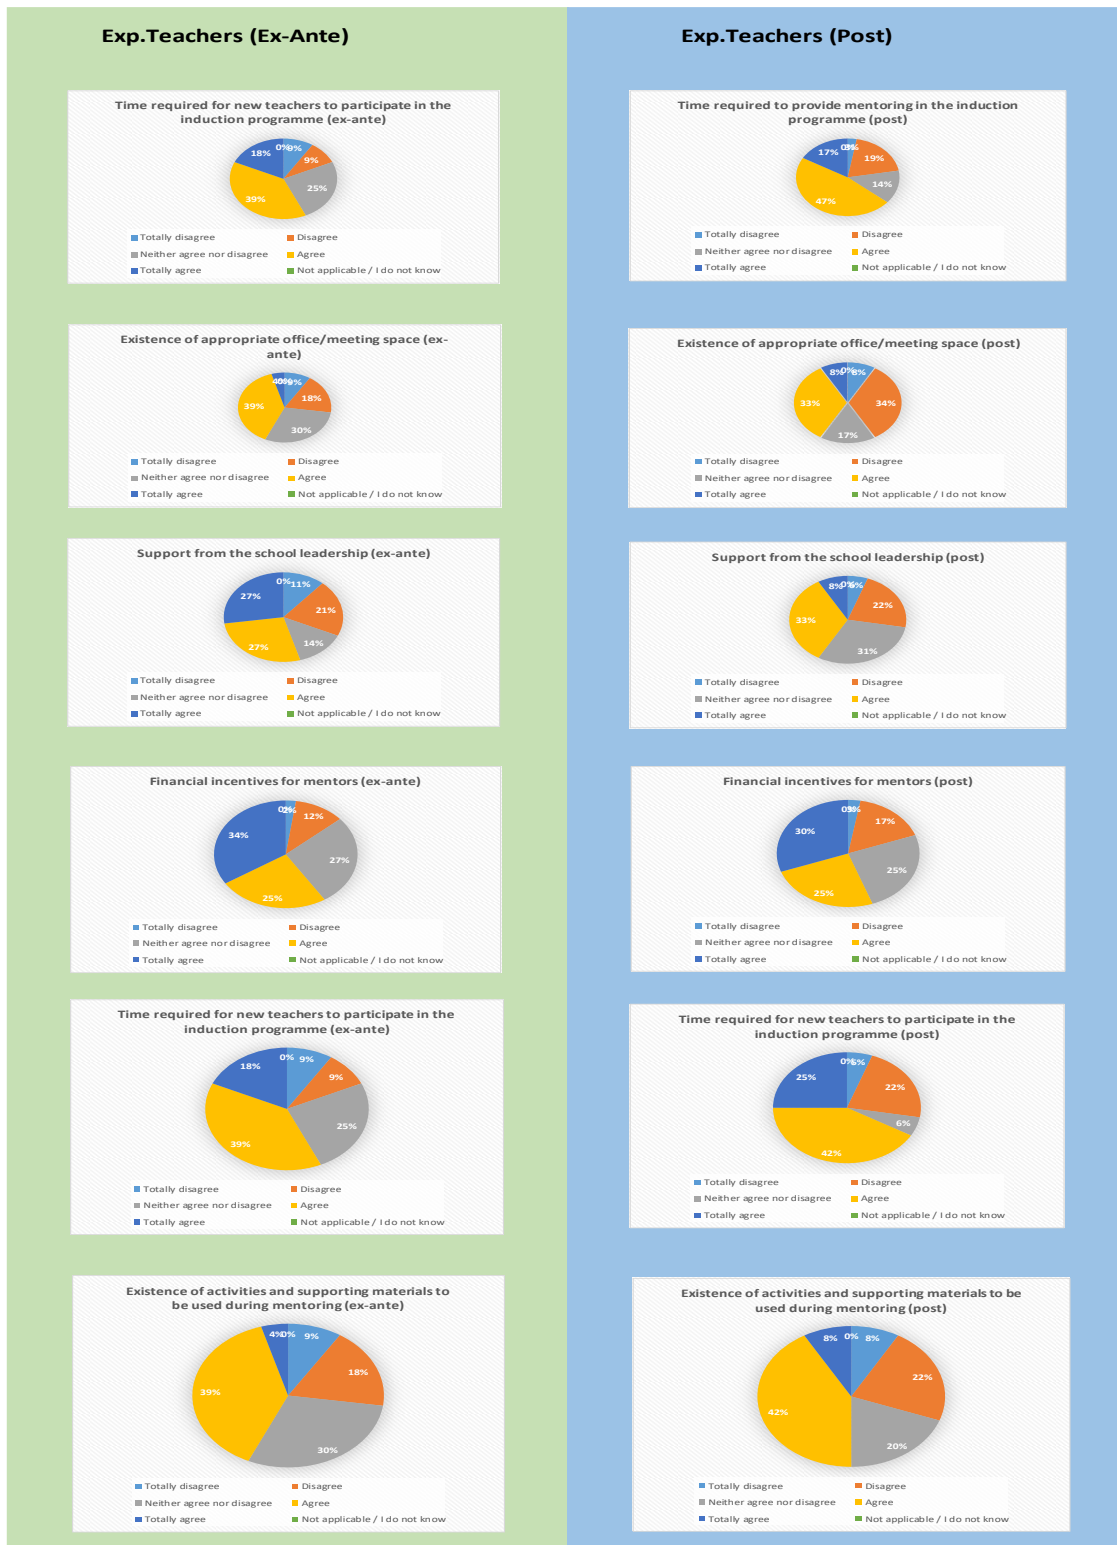 Exp.Teachers (Ex-Ante)
Exp.Teachers (Post)
Time required for new teachers to participate in the
induction programme (ex-ante)
18%
0%
9%
9%
25%
39%
Totally disagree
Disagree
Neither agree nor disagree
Agree
Totally agree
Not applicable / I do not know
Time required to provide mentoring in the induction
programme (post)
17%
0%
3%
19%
14%
47%
Totally disagree
Disagree
Neither agree nor disagree
Agree
Totally agree
Not applicable / I do not know
Existence of appropriate office/meeting space (ex-
ante)
4%
0%
9%
18%
30%
39%
Totally disagree
Disagree
Neither agree nor disagree
Agree
Totally agree
Not applicable / I do not know
Existence of appropriate office/meeting space (post)
8%
0%
8%
34%
17%
33%
Totally disagree
Disagree
Neither agree nor disagree
Agree
Totally agree
Not applicable / I do not know
Support from the school leadership (ex-ante)
0%
11%
27%
21%
14%
27%
Totally disagree
Disagree
Neither agree nor disagree
Agree
Totally agree
Not applicable / I do not know
Support from the school leadership (post)
8%
0%
6%
22%
33%
31%
Totally disagree
Disagree
Neither agree nor disagree
Agree
Totally agree
Not applicable / I do not know
Financial incentives for mentors (ex-ante)
0%
2%
12%
34%
27%
25%
Totally disagree
Disagree
Neither agree nor disagree
Agree
Totally agree
Not applicable / I do not know
Financial incentives for mentors (post)
0%
3%
17%
30%
25%
25%
Totally disagree
Disagree
Neither agree nor disagree
Agree
Totally agree
Not applicable / I do not know
Time required for new teachers to participate in the
induction programme (ex-ante)
0%
9%
18%
9%
25%
39%
Totally disagree
Disagree
Neither agree nor disagree
Agree
Totally agree
Not applicable / I do not know
Time required for new teachers to participate in the
induction programme (post)
0%
5%
25%
22%
6%
42%
Totally disagree
Disagree
Neither agree nor disagree
Agree
Totally agree
Not applicable / I do not know
Existence of activities and supporting materials to
be used during mentoring (ex-ante)
4%
0%
9%
18%
39%
30%
Totally disagree
Disagree
Neither agree nor disagree
Agree
Totally agree
Not applicable / I do not know
Existence of activities and supporting materials to be
used during mentoring (post)
8%
0%
8%
22%
42%
20%
Totally disagree
Disagree
Neither agree nor disagree
Agree
Totally agree
Not applicable / I do not know